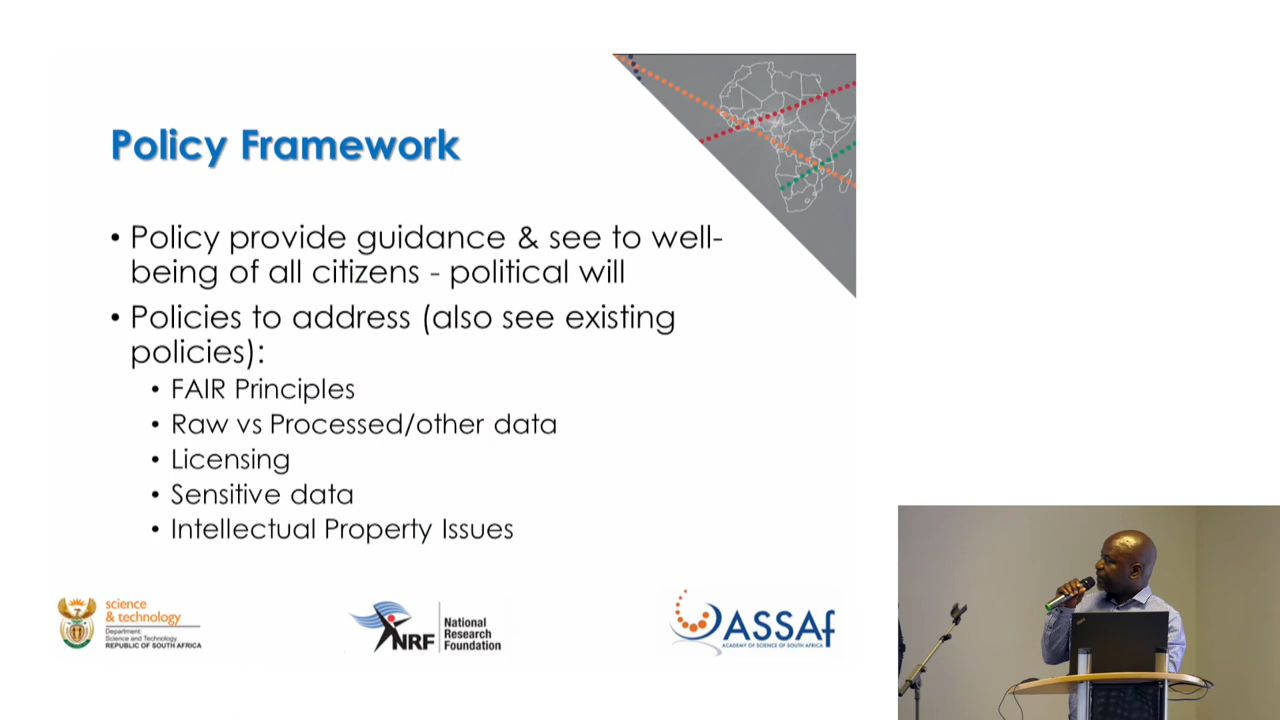 Policy Framework
• Policy provide guidance & see to well-
being of all citizens - political will
• Policies to address (also see existing
policies):
• FAIR Principles
• Raw vs Processed/other data
• Licensing
• Sensitive data
• Intellectual Property Issues
science
& technology
Department:
Science and Technology
REPUBLIC OF SOUTH AFRICA
NRF
National
Research
Foundation
ASSAf
ACADEMY OF SCIENCE OF SOUTH AFRICA